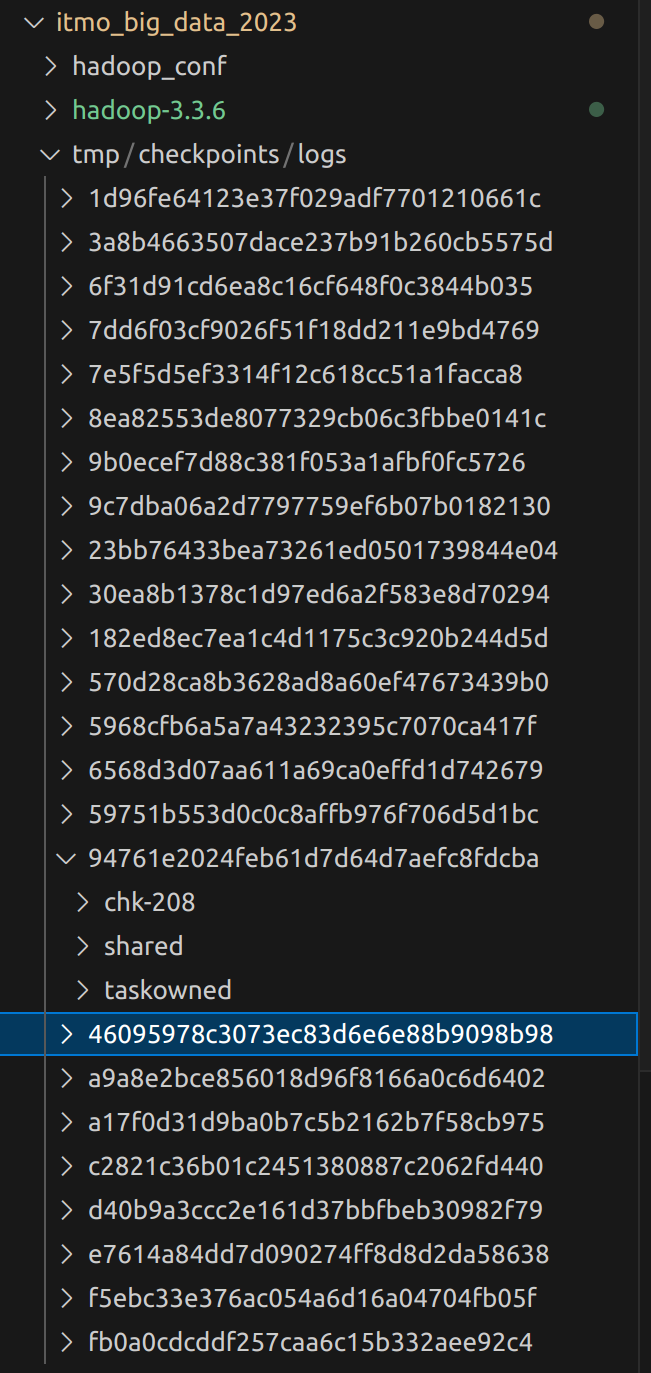 itmo_big_data_2023
hadoop_conf
hadoop-3.3.6
tmp/checkpoints/logs
1d96fe64123e37f029adf7701210661c
3a8b4663507dace237b91b260cb5575d
6f31d91cd6ea8c16cf648f0c3844b035
7dd6f03cf9026f51f18dd211e9bd4769
7e5f5d5ef3314f12c618cc51a1facca8
8ea82553de8077329cb06c3fbbe0141c
9b0ecef7d88c381f053a1afbf0fc5726
9c7dba06a2d7797759ef6b07b0182130
23bb76433bea73261ed0501739844e04
30ea8b1378c1d97ed6a2f583e8d70294
182ed8ec7ea1c4d1175c3c920b244d5d
570d28ca8b3628ad8a60ef47673439b0
5968cfb6a5a7a43232395c7070ca417f
6568d3d07aa611a69ca0effd1d742679
59751b553d0c0c8affb976f706d5d1bc
94761e2024feb61d7d64d7aefc8fdcba
chk-208
shared
taskowned
46095978c3073ec83d6e6e88b9098b98
a9a8e2bce856018d96f8166a0c6d6402
a17f0d31d9ba0b7c5b2162b7f58cb975
c2821c36b01c2451380887c2062fd440
d40b9a3ccc2e161d37bbfbeb30982f79
e7614a84dd7d090274ff8d8d2da58638
f5ebc33e376ac054a6d16a04704fb05f
fb0a0cdcddf257caa6c15b332aee92c4